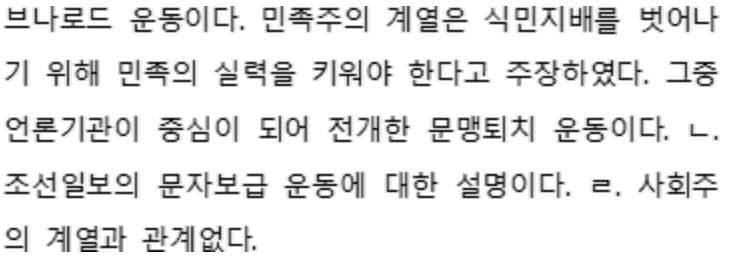 브나로드 운동이다. 민족주의 계열은 식민지배를 벗어나
기 위해 민족의 실력을 키워야 한다고 주장하였다. 그중
언론기관이 중심이 되어 전개한 문맹퇴치 운동이다. ㄴ.
조선일보의 문자보급 운동에 대한 설명이다. ㄹ. 사회주
의 계열과 관계없다.